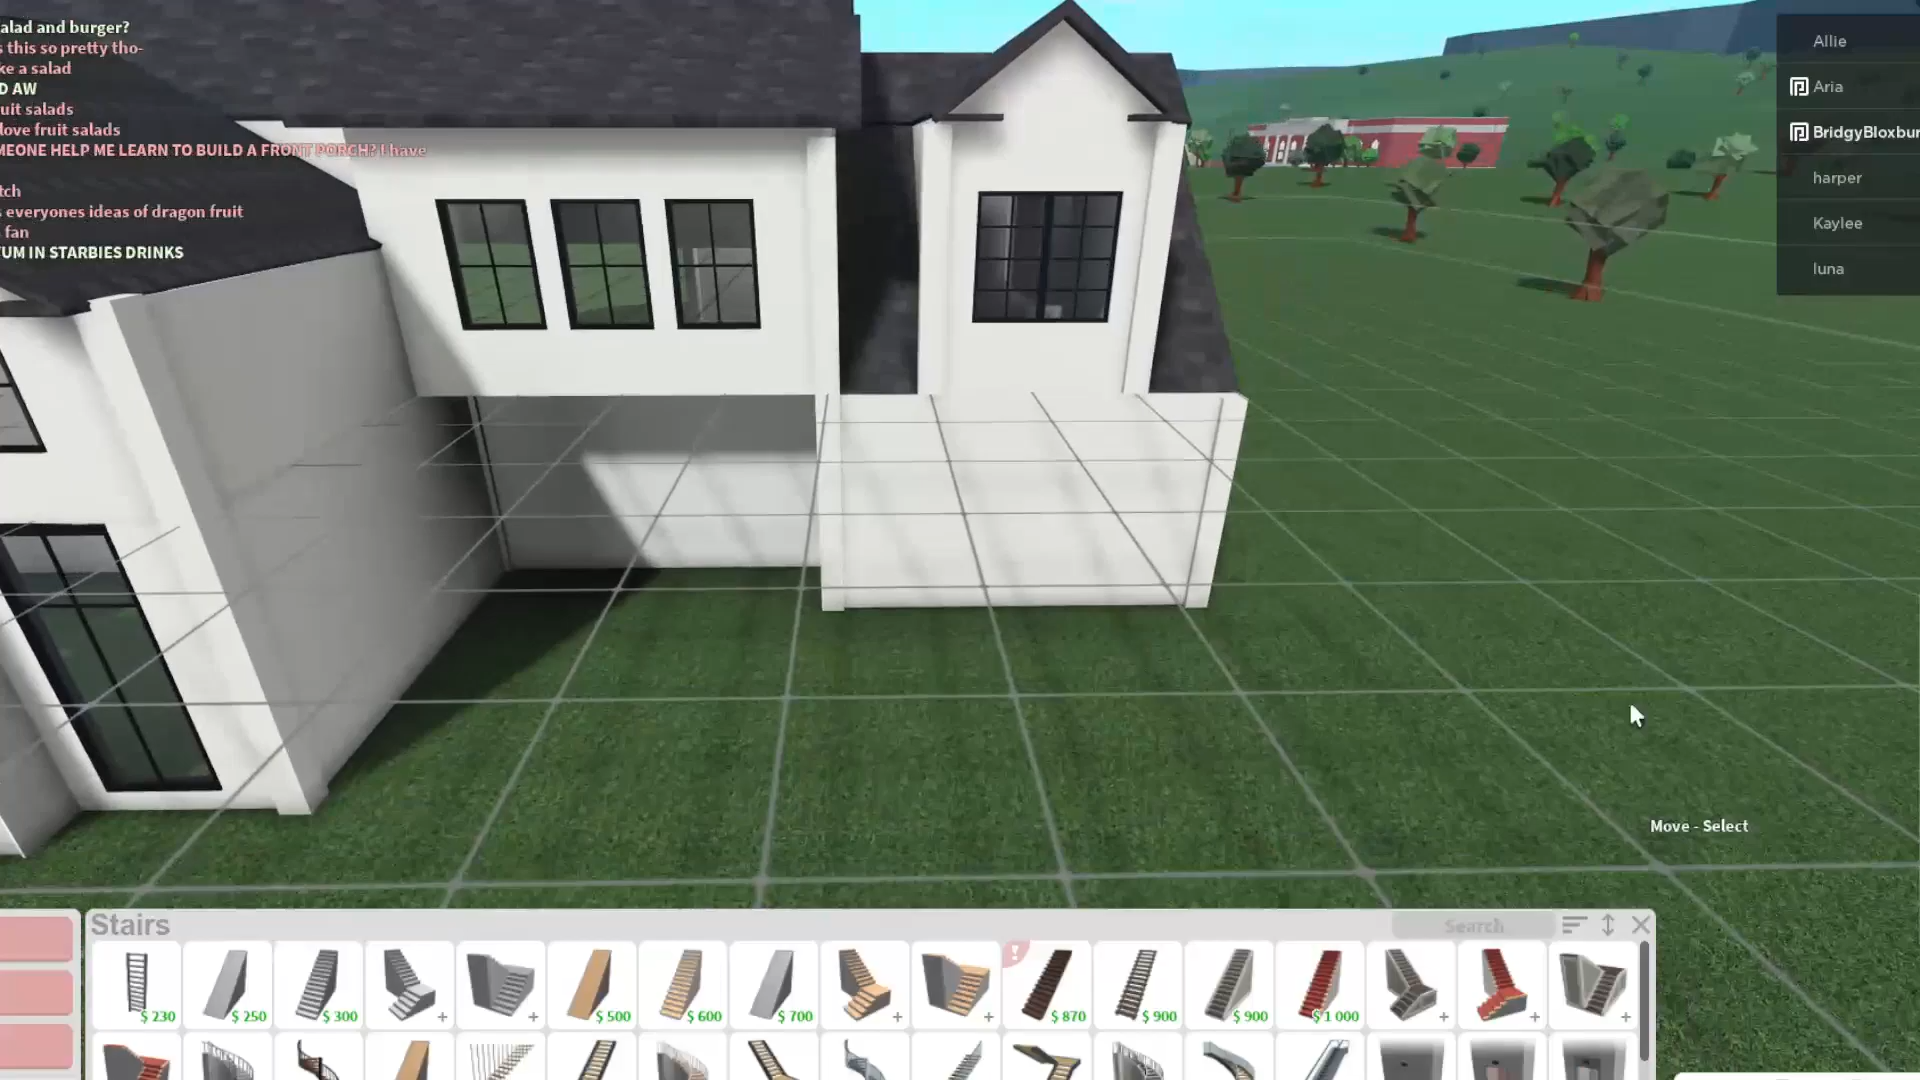 alad and burger?
s this so pretty tho-
ke a salad
D AW
uit salads
love fruit salads
MEONE HELP ME LEARN TO BUILD A FRONT PORCH? I have
tch
s everyones ideas of dragon fruit
s fan
TUM IN STARBIES DRINKS
Allie
Aria
BridgyBloxbur
harper
Kaylee
luna
Move - Select
Stairs
Search
$ 230
$ 250
$ 300
+
+
$ 500
$ 600
$ 700
+
+
!
$ 870
$ 900
$ 900
$ 1 000
+
+
+